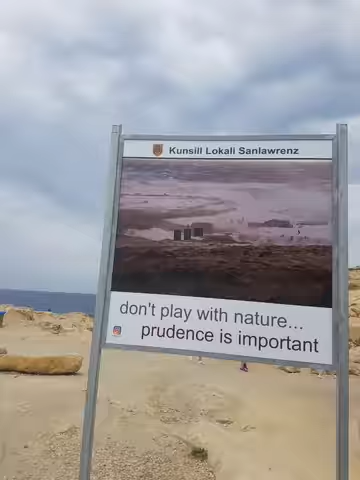 Kunsill Lokali Sanlawrenz
don't play with nature...
prudence is important